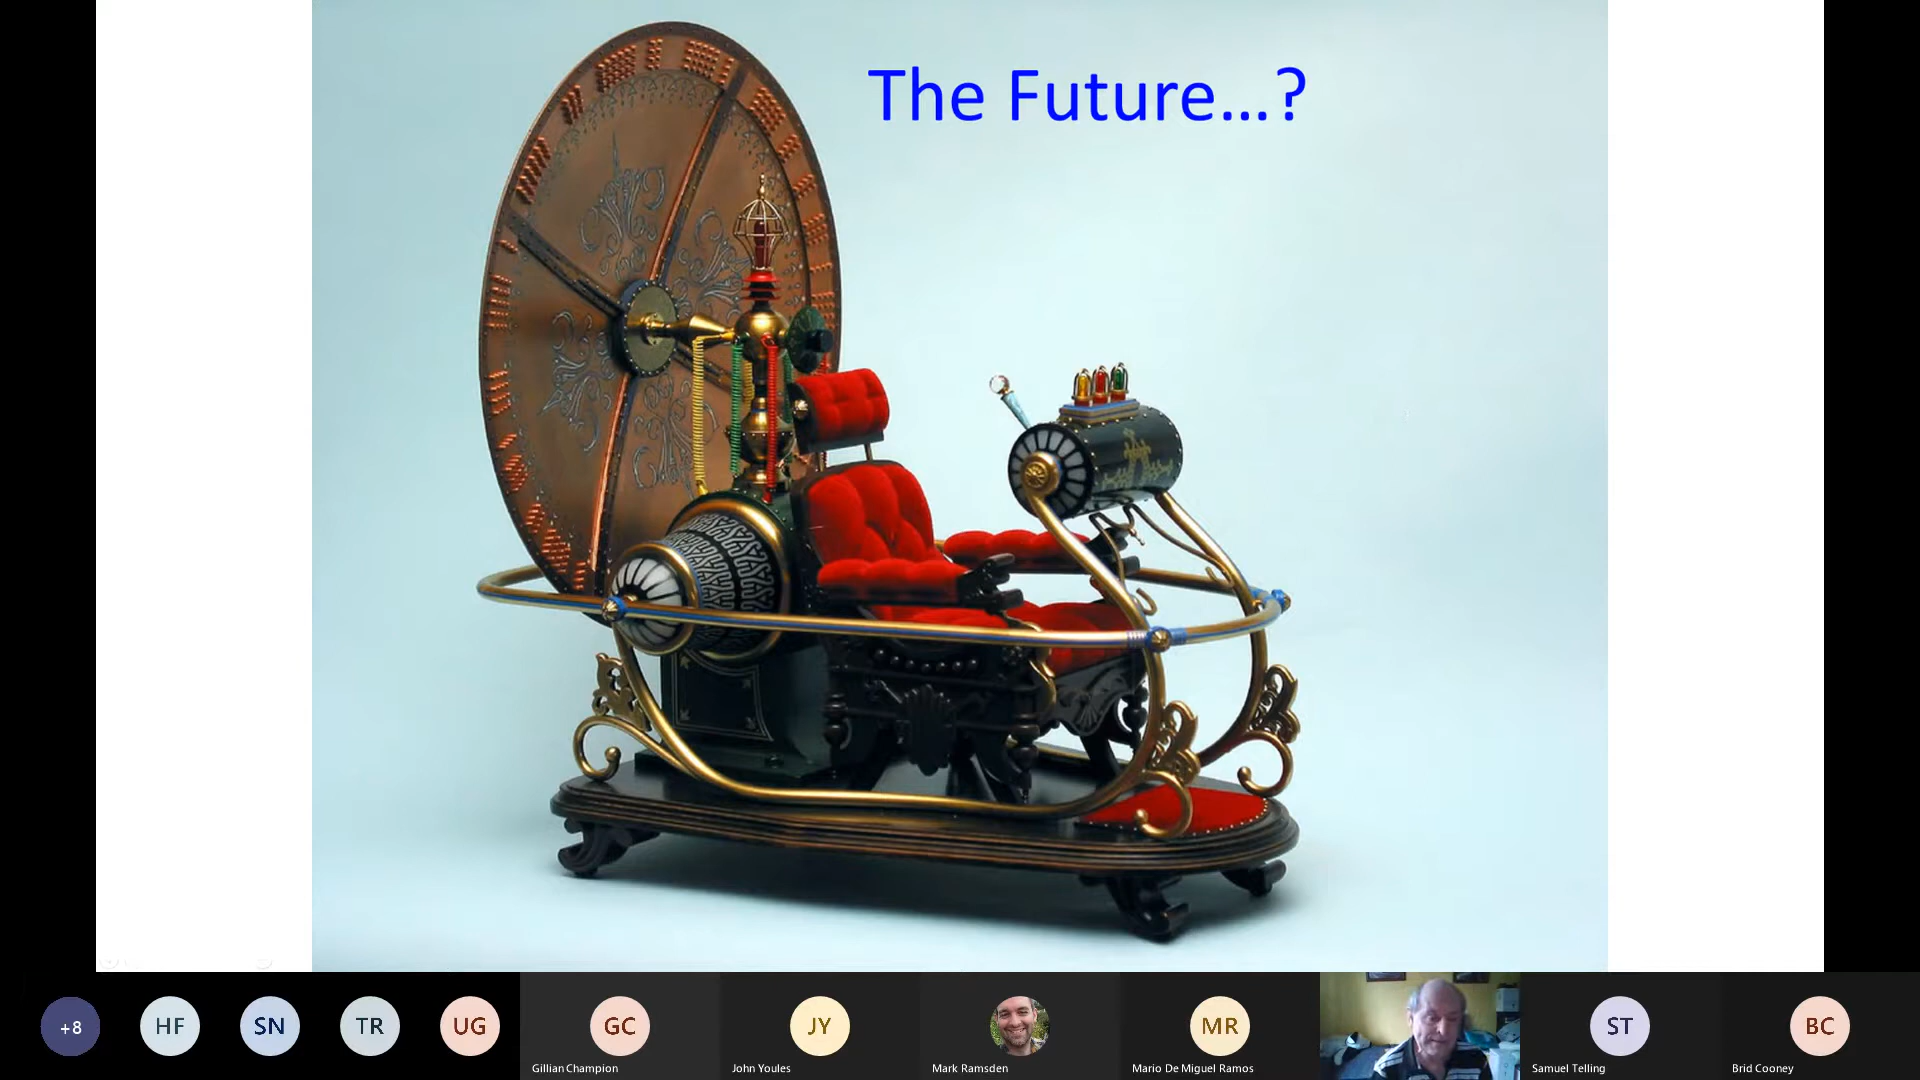 The Future...?
+8
HF
SN
TR
UG
GC
JY
MR
ST
BC
Gillian Champion
John Youles
Mark Ramsden
Mario De Miguel Ramos
Samuel Telling
Brid Cooney